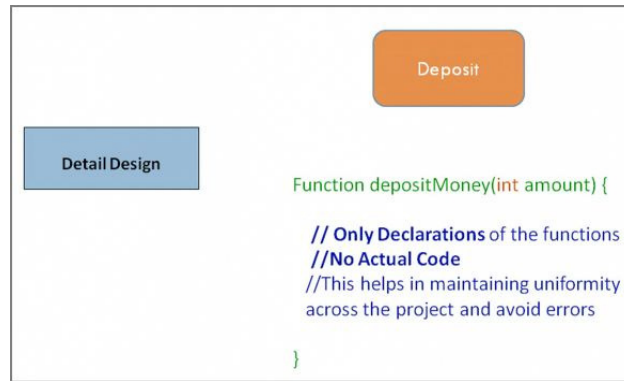 Deposit
Detail Design
Function depositMoney(int amount) {
// Only Declarations of the functions
//No Actual Code
//This helps in maintaining uniformity
across the project and avoid errors
}